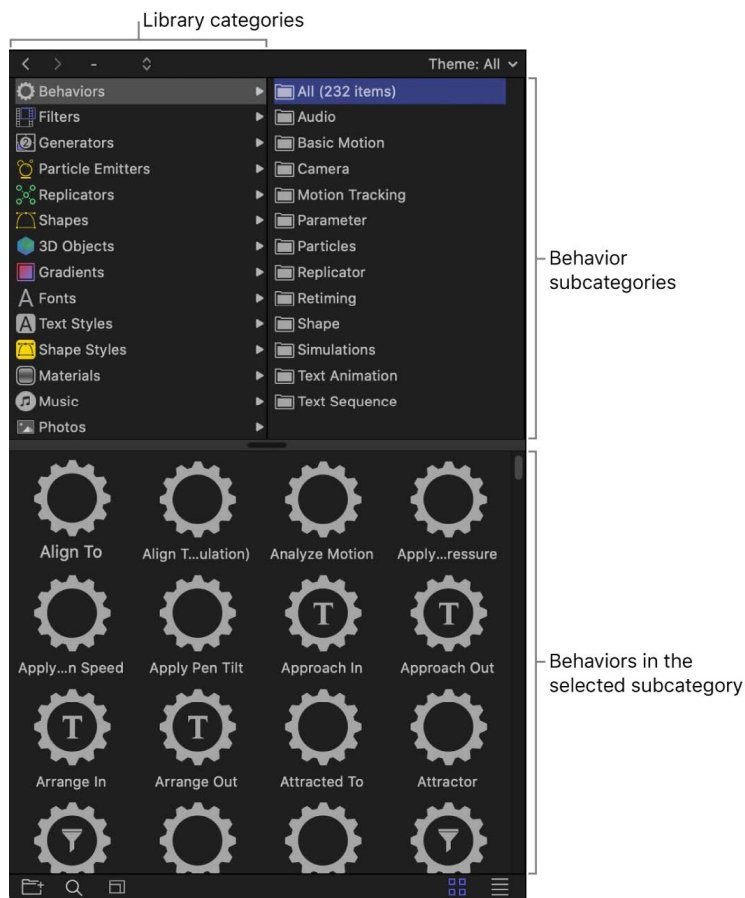 Library categories
-
Theme: All
Behaviors
Filters
Generators
Particle Emitters
Replicators
Shapes
3D Objects
Gradients
Fonts
Text Styles
Shape Styles
Materials
Music
Photos
All (232 items)
Audio
Basic Motion
Camera
Motion Tracking
Parameter
Particles
Replicator
Retiming
Shape
Simulations
Text Animation
Text Sequence
Behavior
subcategories
Align To
Align T...ulation)
Analyze Motion
Apply...ressure
Apply...n Speed
Apply Pen Tilt
T
Approach In
T
Approach Out
T
Arrange In
T
Arrange Out
Attracted To
Attractor
Behaviors in the
selected subcategory